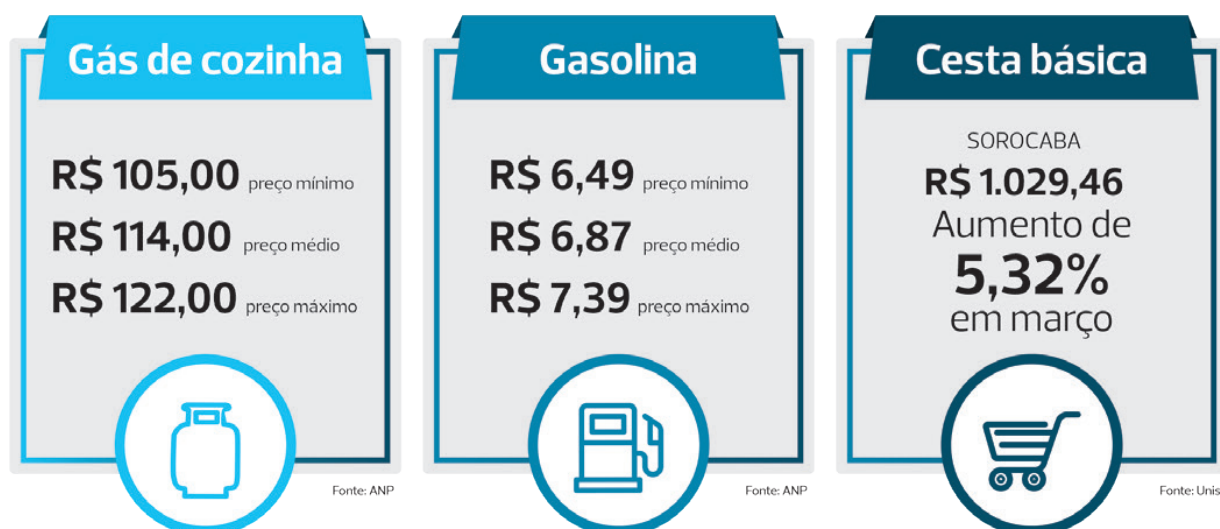 Gás de cozinha
R$ 105,00 preço mínimo
R$ 114,00 preço médio
R$ 122,00 preço máximo
Fonte: ANP
Gasolina
R$ 6,49 preço mínimo
R$ 6,87 preço médio
R$ 7,39 preço máximo
Fonte: ANP
Cesta básica
SOROCABA
R$ 1.029,46
Aumento de
5,32%
em março
Fonte: Unis